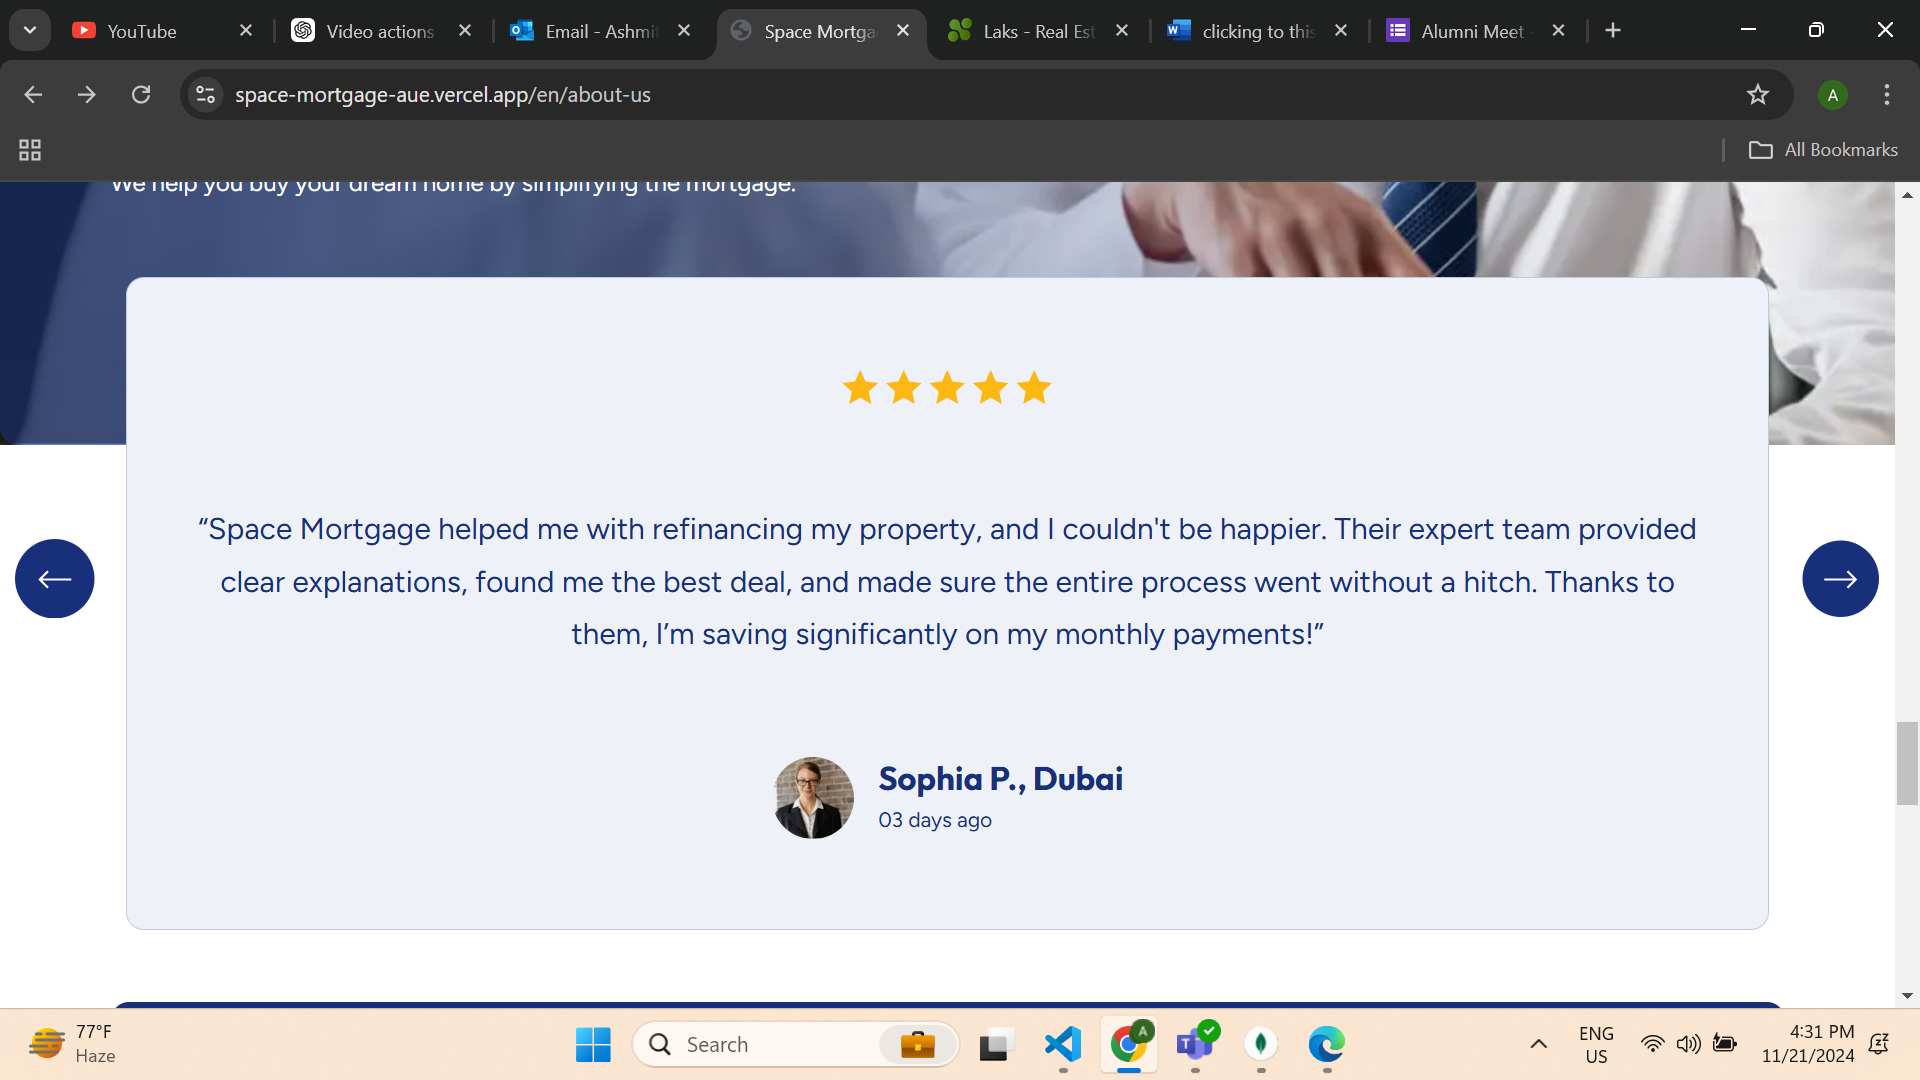 YouTube
Video actions
Email - Ashmit
Space Mortga
Laks - Real Est
clicking to this
Alumni Meet -
space-mortgage-aue.vercel.app/en/about-us
A
All Bookmarks
We help you buy your dream home by simplifying the mortgage.
“Space Mortgage helped me with refinancing my property, and I couldn't be happier. Their expert team provided
clear explanations, found me the best deal, and made sure the entire process went without a hitch. Thanks to
them, I’m saving significantly on my monthly payments!”
Sophia P., Dubai
03 days ago
77°F
Haze
Search
A
ENG
US
4:31 PM
11/21/2024